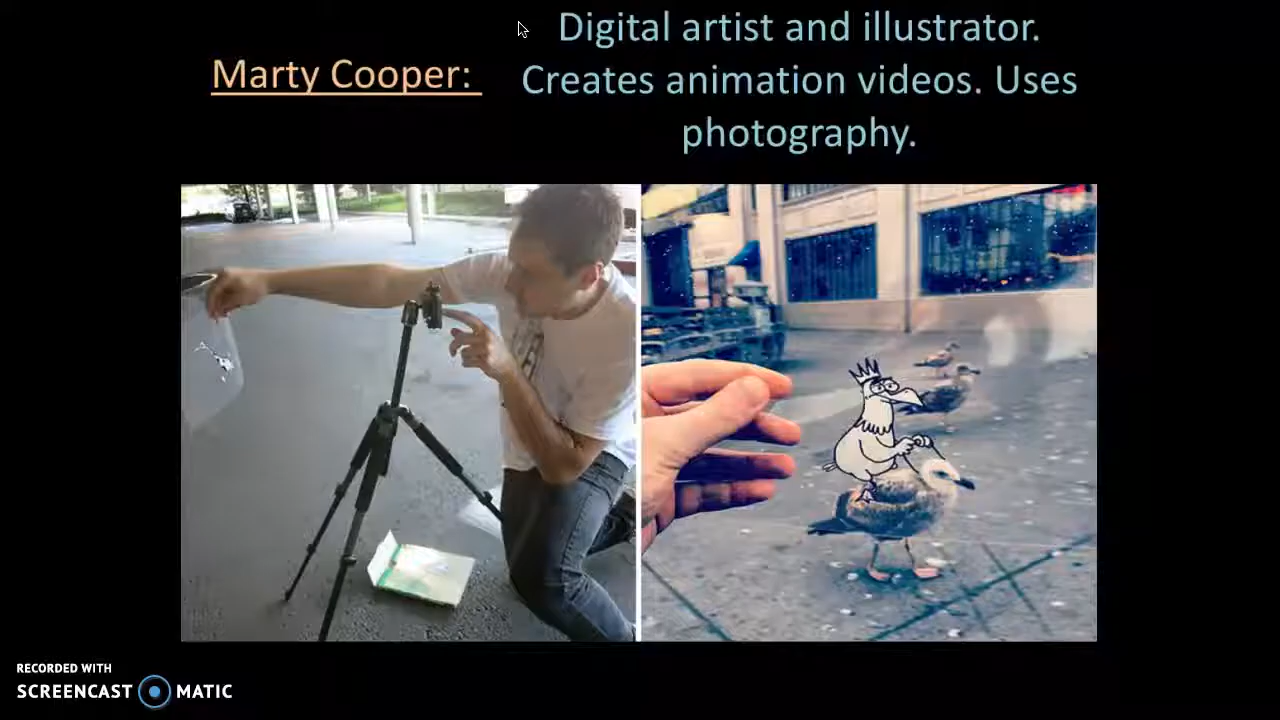 Marty Cooper:
Digital artist and illustrator.
Creates animation videos. Uses
photography.
RECORDED WITH
SCREENCAST MATIC